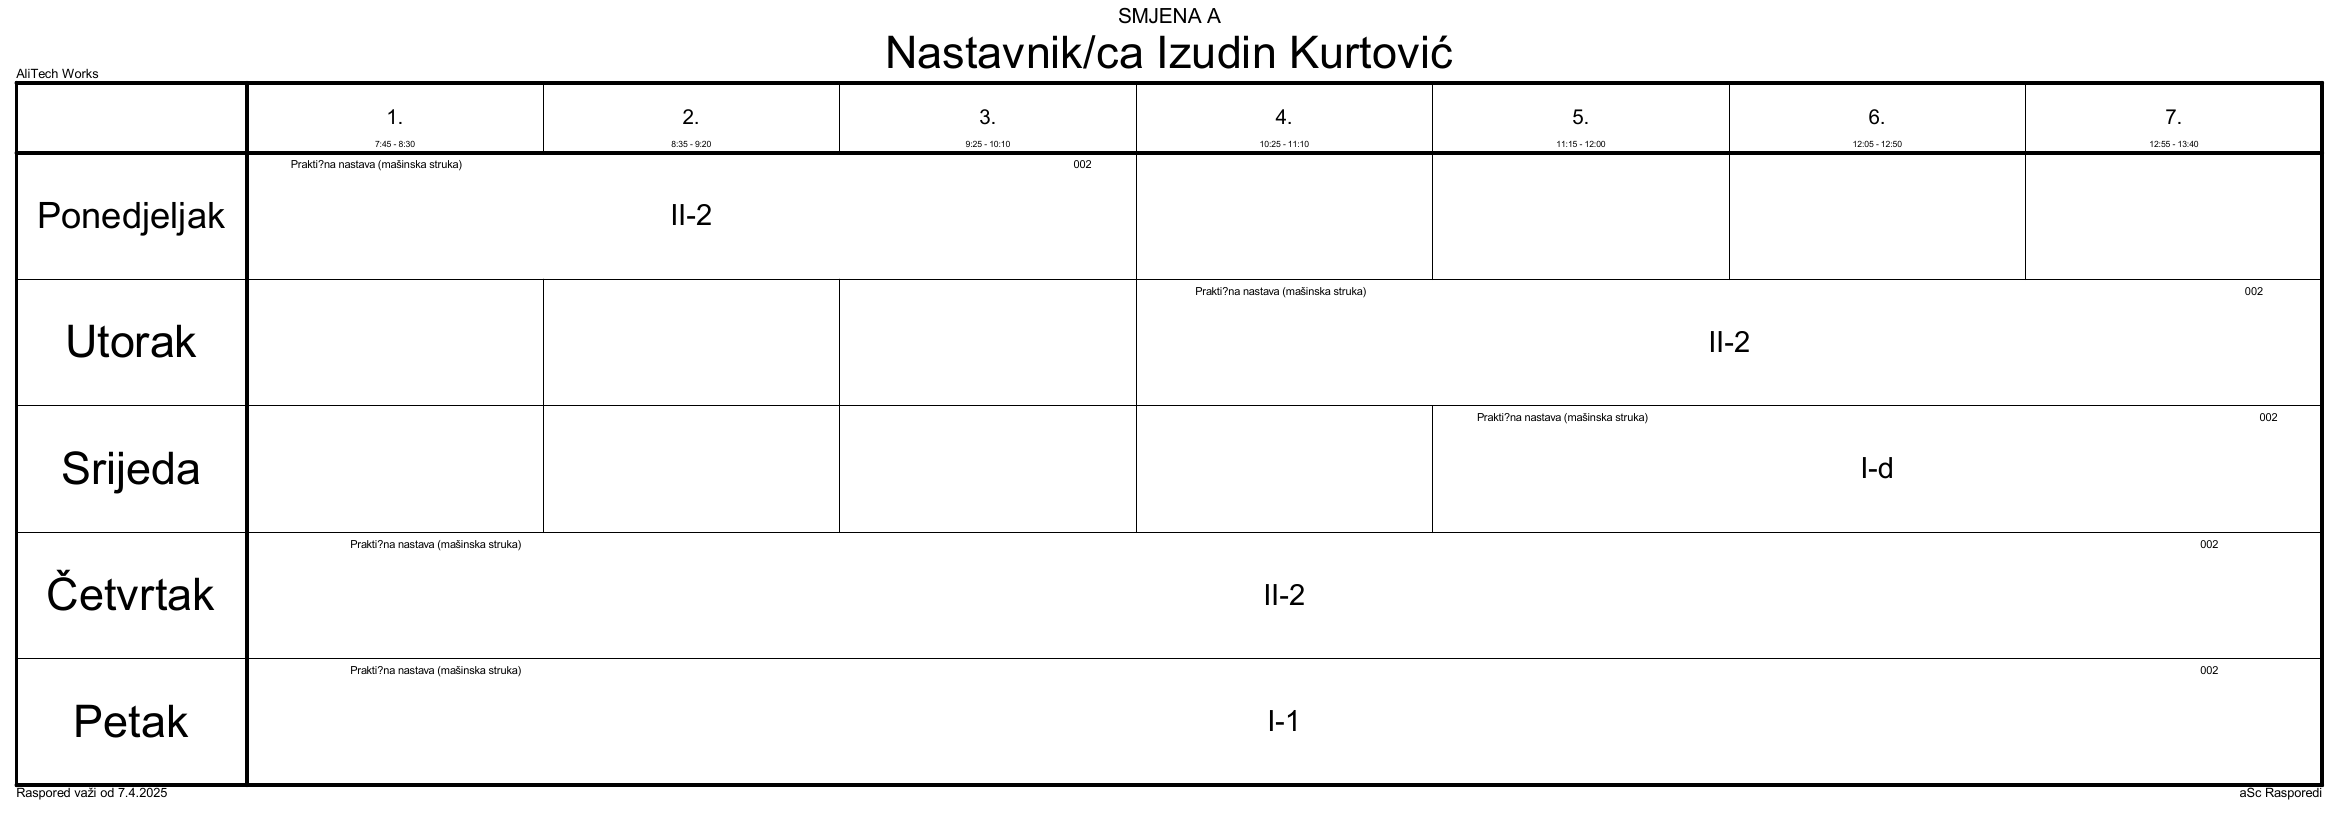 SMJENA A
Nastavnik/ca Izudin Kurtović
AliTech Works
1. 2. 3. 4. 5. 6. 7.
7:45 - 8:30 8:35 - 9:20 9:25 - 10:10 10:25 - 11:10 11:15 - 12:00 12:05 - 12:50 12:55 - 13:40
Prakti?na nastava (mašinska struka) 002
Ponedjeljak II-2
Prakti?na nastava (mašinska struka) 002
Utorak II-2
Prakti?na nastava (mašinska struka) 002
Srijeda I-d
Prakti?na nastava (mašinska struka) 002
Četvrtak II-2
Prakti?na nastava (mašinska struka) 002
Petak I-1
Raspored važi od 7.4.2025 aSc Rasporedi